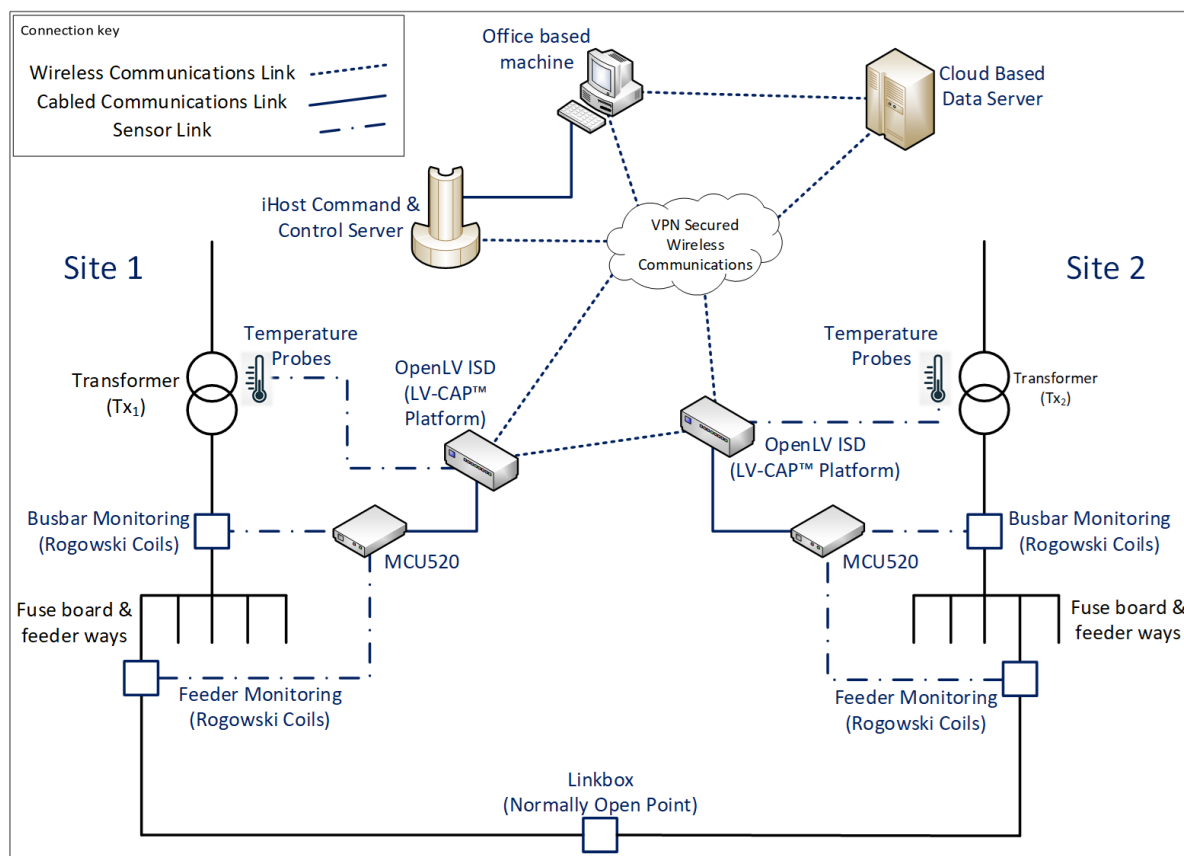 Connection key
Wireless Communications Link
Cabled Communications Link
Sensor Link
Office based
machine
Cloud Based
Data Server
iHost Command &
Control Server
VPN Secured
Wireless
Communications
Site 1
Site 2
Temperature
Probes
Temperature
Probes
Transformer
(Tx₁)
OpenLV ISD
(LV-CAP™
Platform)
Transformer
(Tx₂)
OpenLV ISD
(LV-CAP™ Platform)
Busbar Monitoring
(Rogowski Coils)
MCU520
MCU520
Busbar Monitoring
(Rogowski Coils)
Fuse board &
feeder ways
Fuse board &
feeder ways
Feeder Monitoring
(Rogowski Coils)
Feeder Monitoring
(Rogowski Coils)
Linkbox
(Normally Open Point)